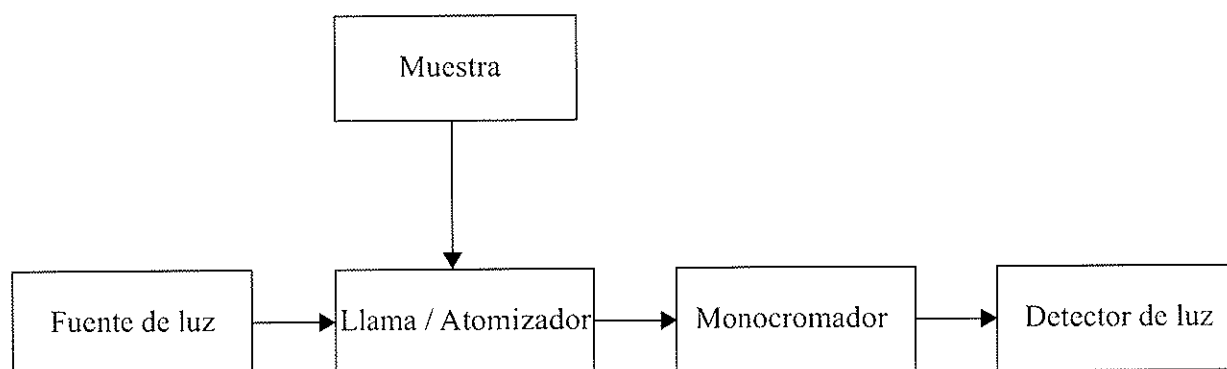 Muestra
Fuente de luz
Llama / Atomizador
Monocromador
Detector de luz